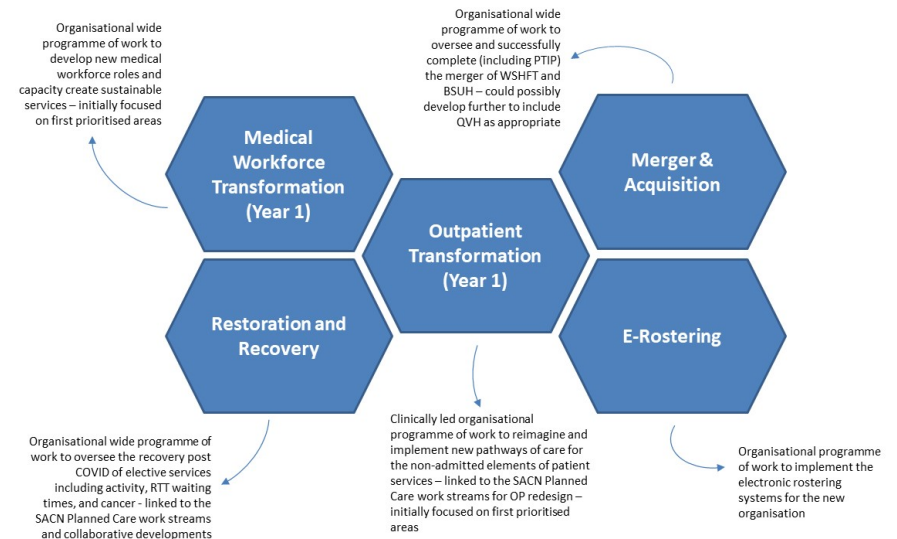 Organisational wide
programme of work to
develop new medical
workforce roles and
capacity create sustainable
services – initially focused
on first prioritised areas
Organisational wide
programme of work to
oversee and successfully
complete (including PTIP)
the merger of WSHFT and
BSUH – could possibly
develop further to include
QVH as appropriate
Medical
Workforce
Transformation
(Year 1)
Merger &
Acquisition
Outpatient
Transformation
(Year 1)
Restoration and
Recovery
E-Rostering
Organisational wide programme of
work to oversee the recovery post
COVID of elective services
including activity, RTT waiting
times, and cancer - linked to the
SACN Planned Care work streams
and collaborative developments
Clinically led organisational
programme of work to reimagine and
implement new pathways of care for
the non-admitted elements of patient
services – linked to the SACN Planned
Care work streams for OP redesign –
initially focused on first prioritised
areas
Organisational programme
of work to implement the
electronic rostering
systems for the new
organisation